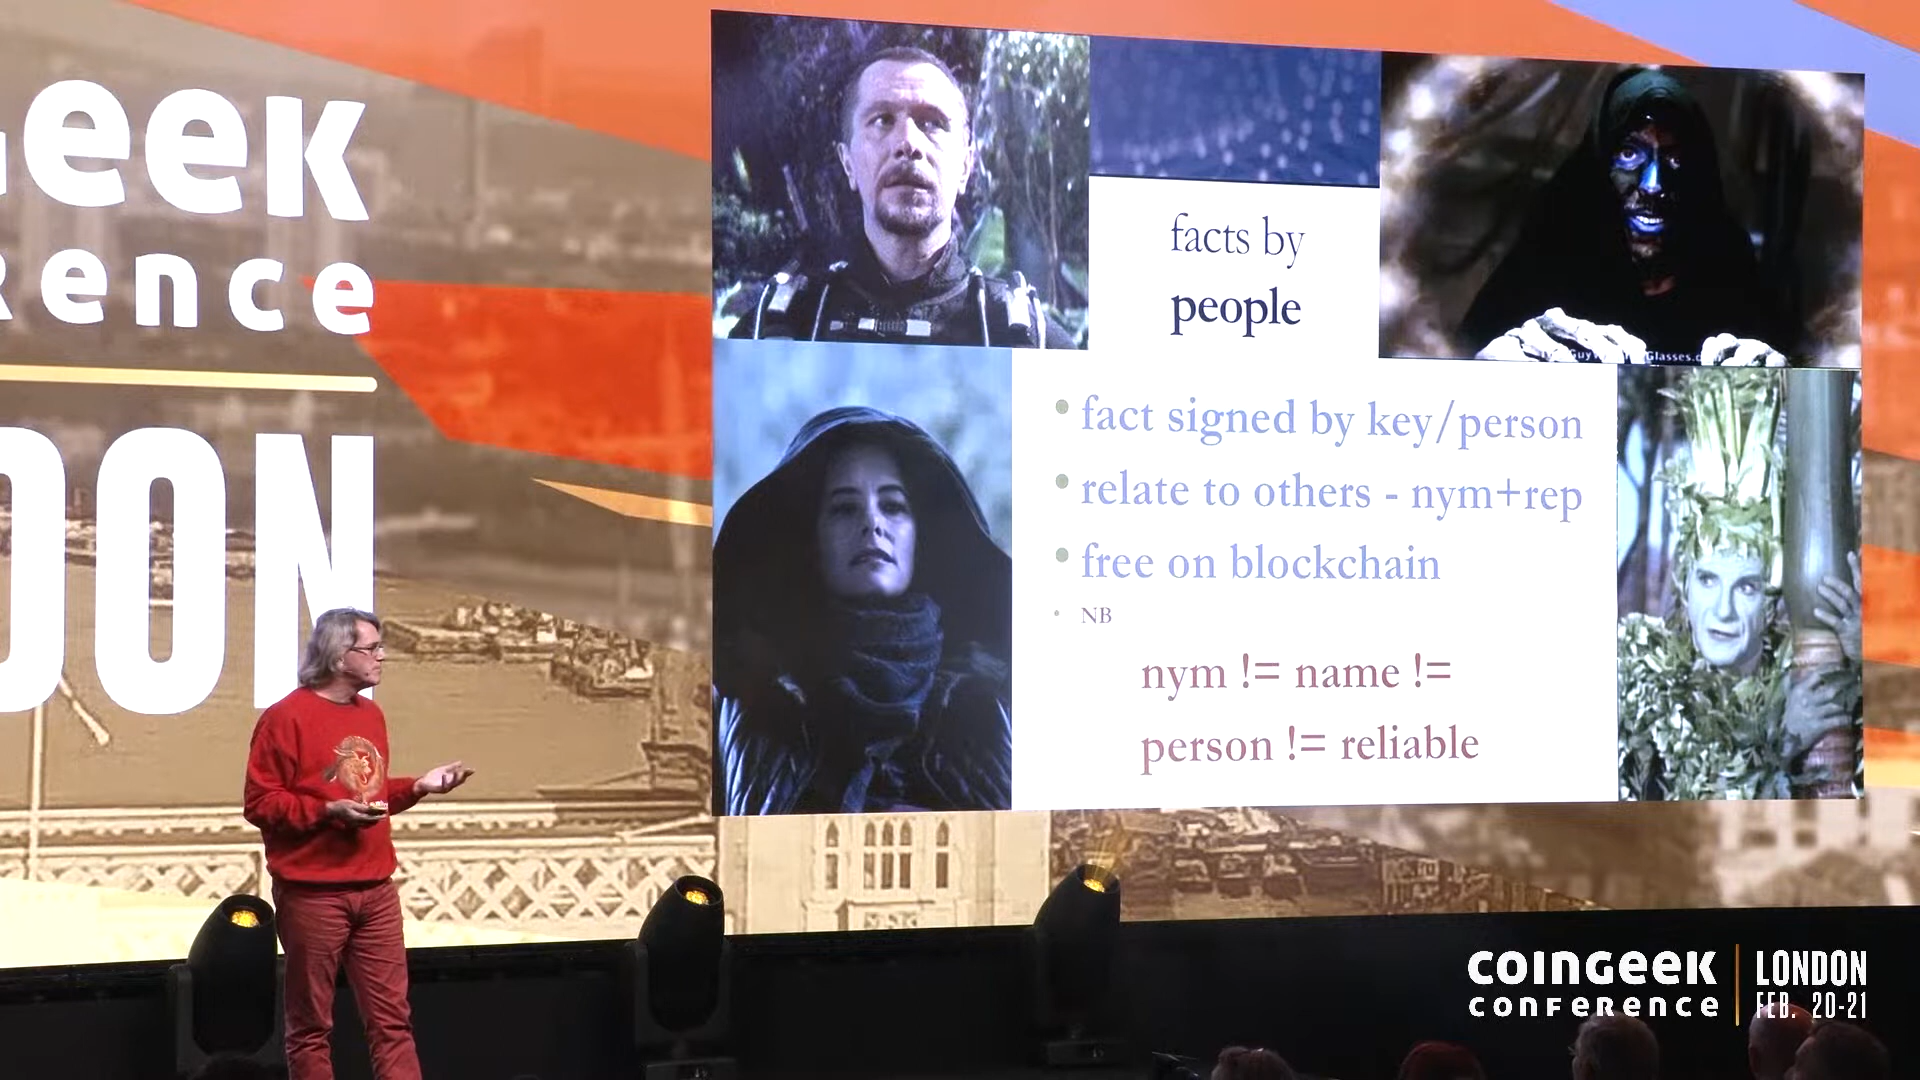 Geek
Rence
DON
facts by
people
• fact signed by key/person
• relate to others - nym+rep
• free on blockchain
• NB
nym != name !=
person != reliable
COINGEEK
CONFERENCE
LONDON
FEB. 20-21